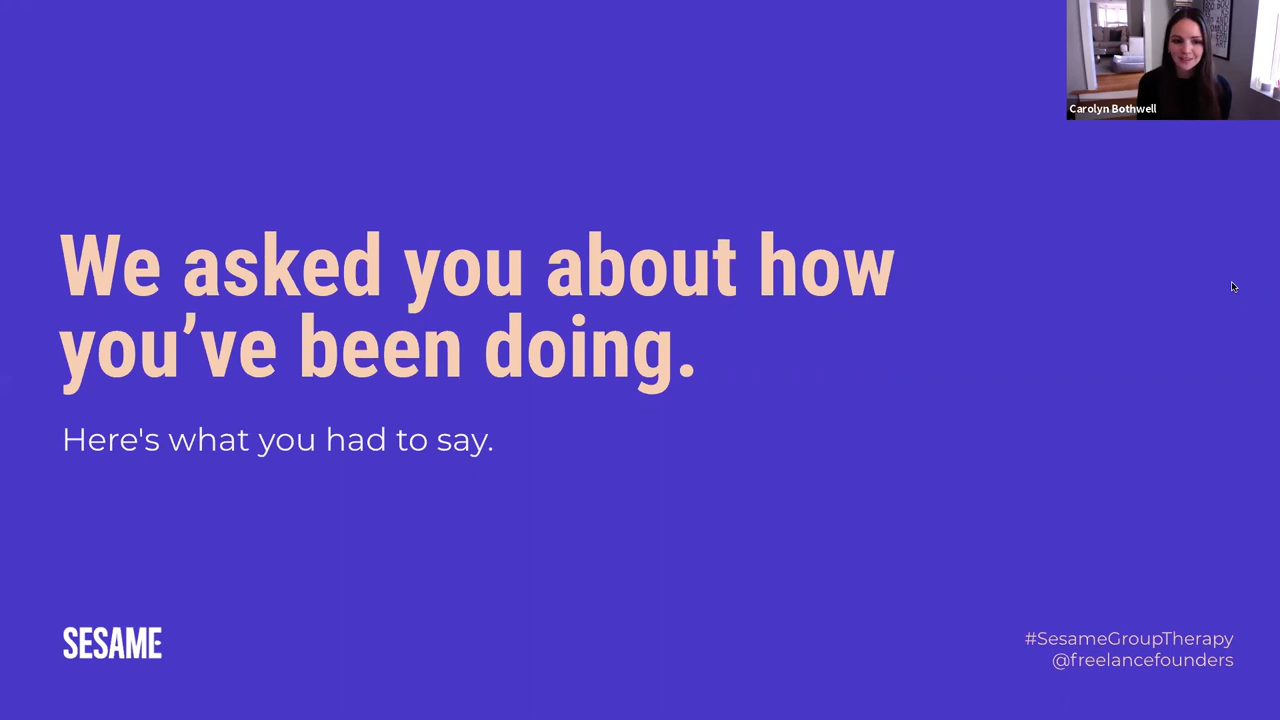 Carolyn Bothwell
We asked you about how
you’ve been doing.
Here's what you had to say.
SESAME
#SesameGroupTherapy
@freelancefounders